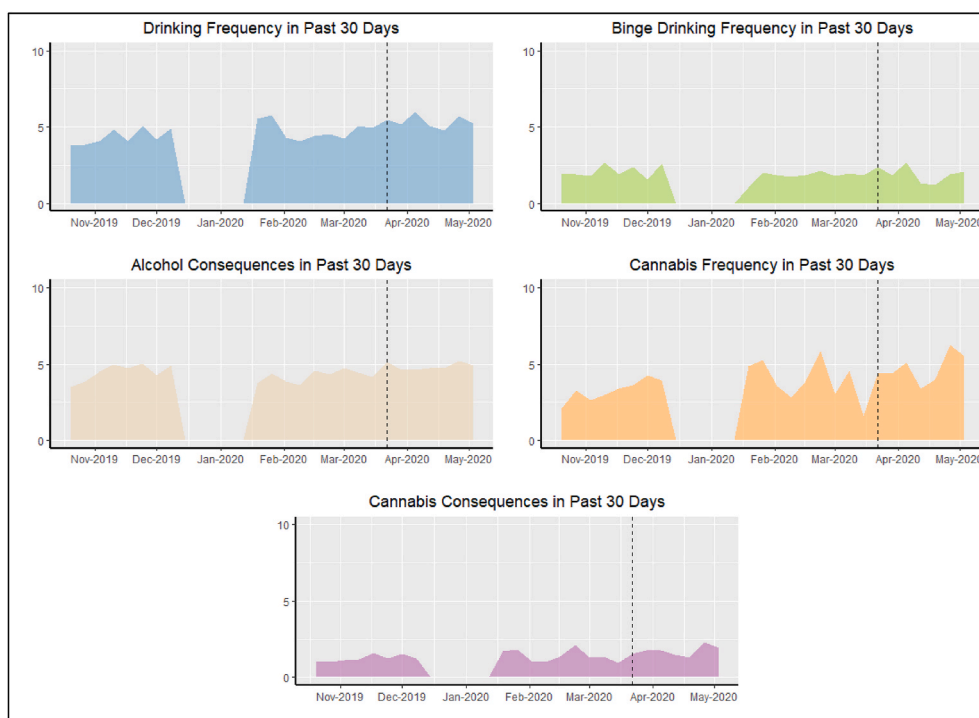 Drinking Frequency in Past 30 Days
10
5
0
Nov-2019 Dec-2019 Jan-2020 Feb-2020 Mar-2020 Apr-2020 May-2020
Binge Drinking Frequency in Past 30 Days
10
5
0
Nov-2019 Dec-2019 Jan-2020 Feb-2020 Mar-2020 Apr-2020 May-2020
Alcohol Consequences in Past 30 Days
10
5
0
Nov-2019 Dec-2019 Jan-2020 Feb-2020 Mar-2020 Apr-2020 May-2020
Cannabis Frequency in Past 30 Days
10
5
0
Nov-2019 Dec-2019 Jan-2020 Feb-2020 Mar-2020 Apr-2020 May-2020
Cannabis Consequences in Past 30 Days
10
5
0
Nov-2019 Dec-2019 Jan-2020 Feb-2020 Mar-2020 Apr-2020 May-2020